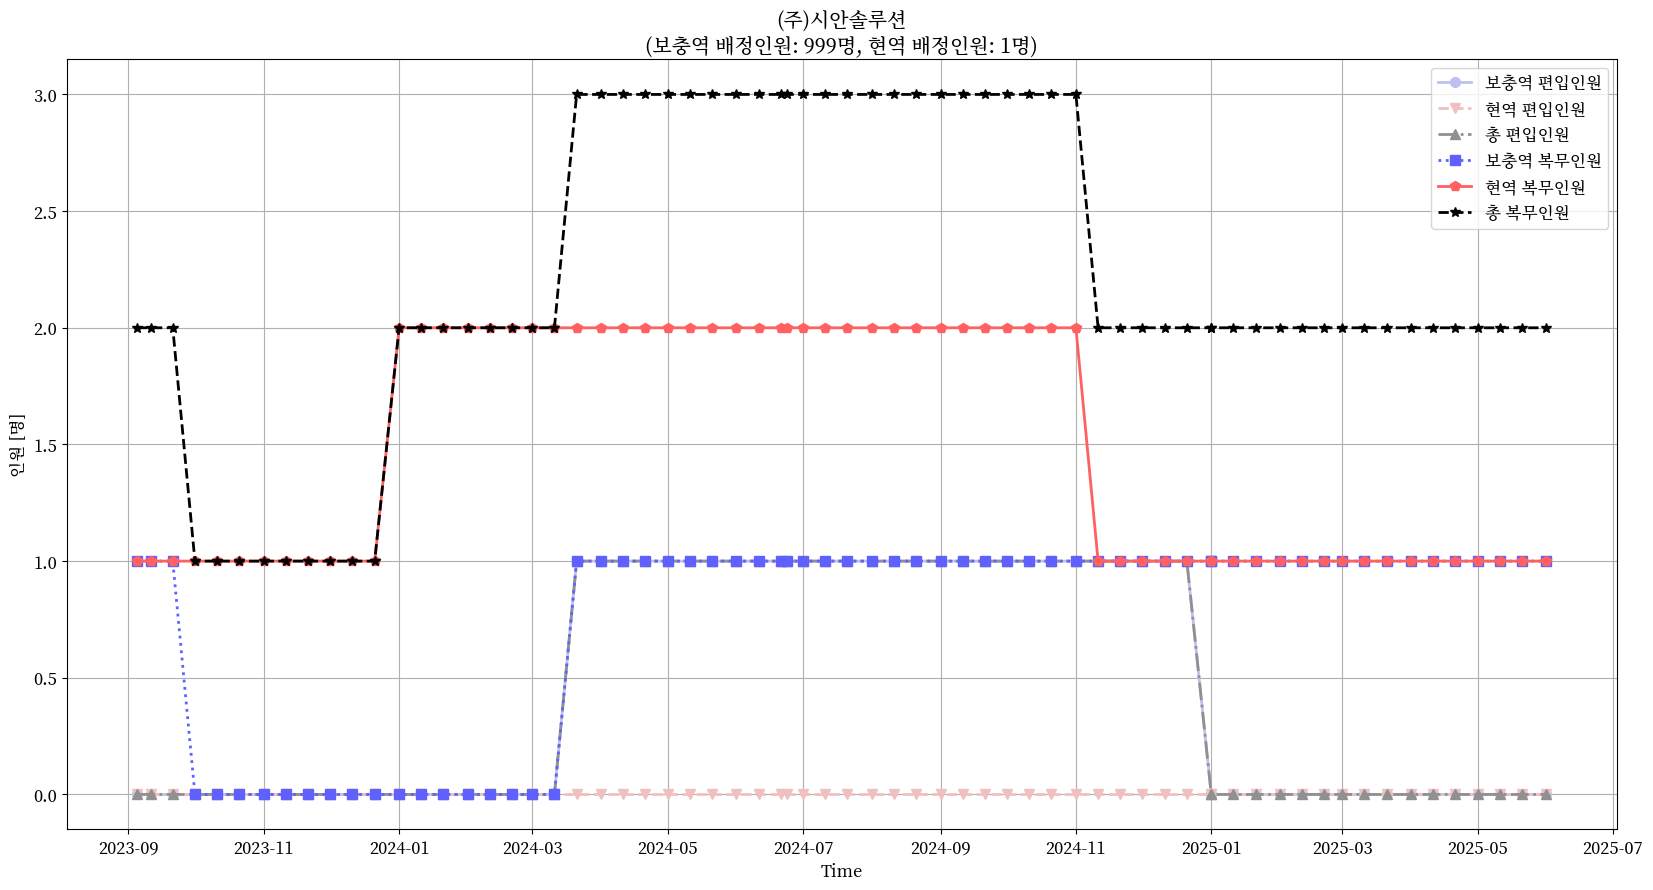 (주)시안솔루션
(보충역 배정인원: 999명, 현역 배정인원: 1명)
보충역 편입인원
현역 편입인원
총 편입인원
보충역 복무인원
현역 복무인원
총 복무인원
인원 [명]
3.0
2.5
2.0
1.5
1.0
0.5
0.0
2023-09 2023-11 2024-01 2024-03 2024-05 2024-07 2024-09 2024-11 2025-01 2025-03 2025-05 2025-07
Time